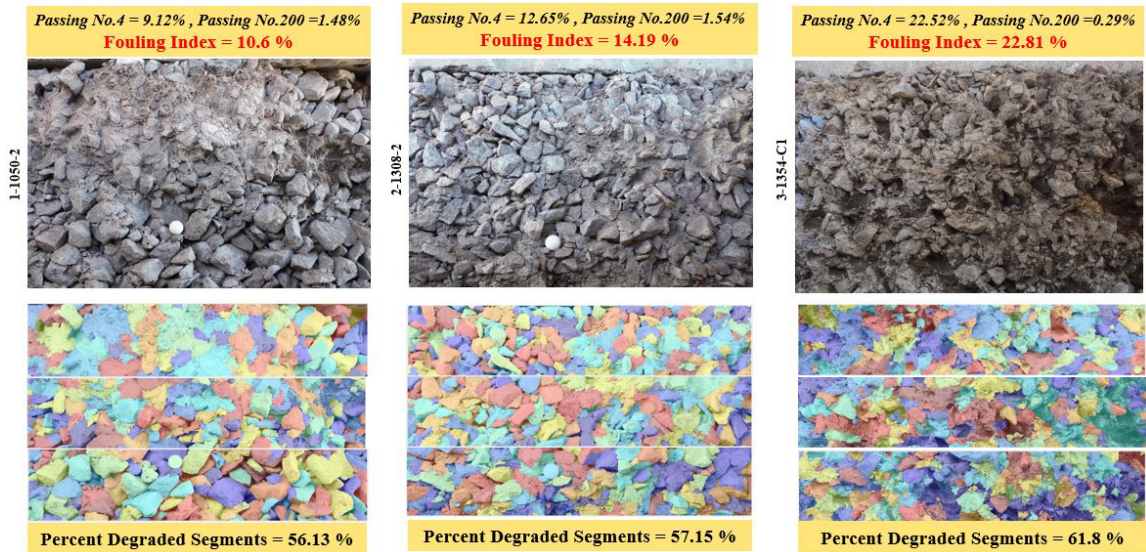 Passing No.4 = 9.12% , Passing No.200 =1.48%
Fouling Index = 10.6 %
1-1050-2
Percent Degraded Segments = 56.13 %
Passing No.4 = 12.65% , Passing No.200 =1.54%
Fouling Index = 14.19 %
2-1308-2
Percent Degraded Segments = 57.15 %
Passing No.4 = 22.52% , Passing No.200 =0.29%
Fouling Index = 22.81 %
3-1354-C1
Percent Degraded Segments = 61.8 %